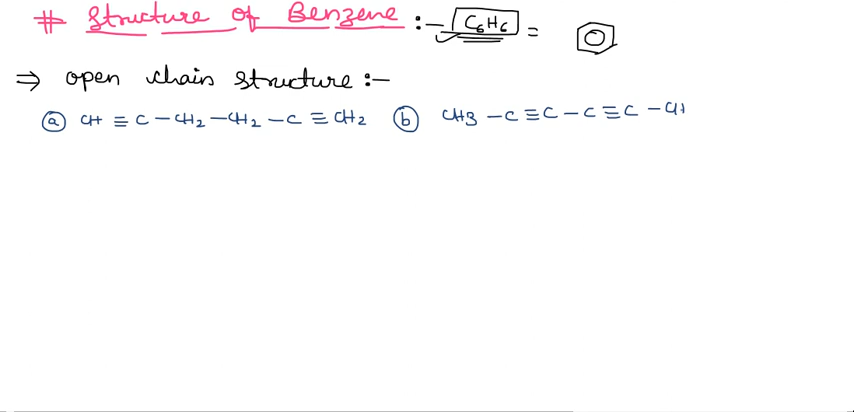 # Structure of Benzene :- C6H6 =
⇒ open chain structure :-
(a) CH ≡ C - CH2 - CH2 - C ≡ CH2 (b) CH3 - C ≡ C - C ≡ C - CH